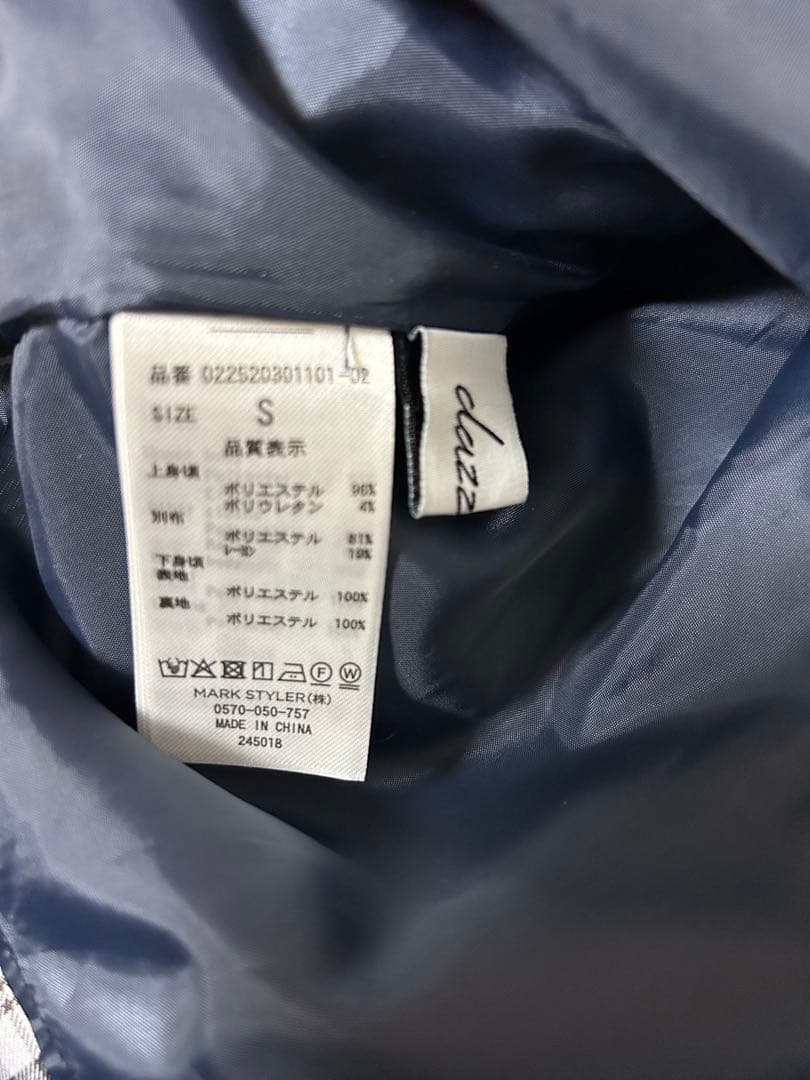 品番 022520301101-02
SIZE S
品質表示
上身頃
ポリエステル 96%
ポリウレタン 4%
別布
ポリエステル 81%
レーヨン 19%
下身頃
表地
ポリエステル 100%
裏地
ポリエステル 100%
MARK STYLER(株)
0570-050-757
MADE IN CHINA
245018
dazz